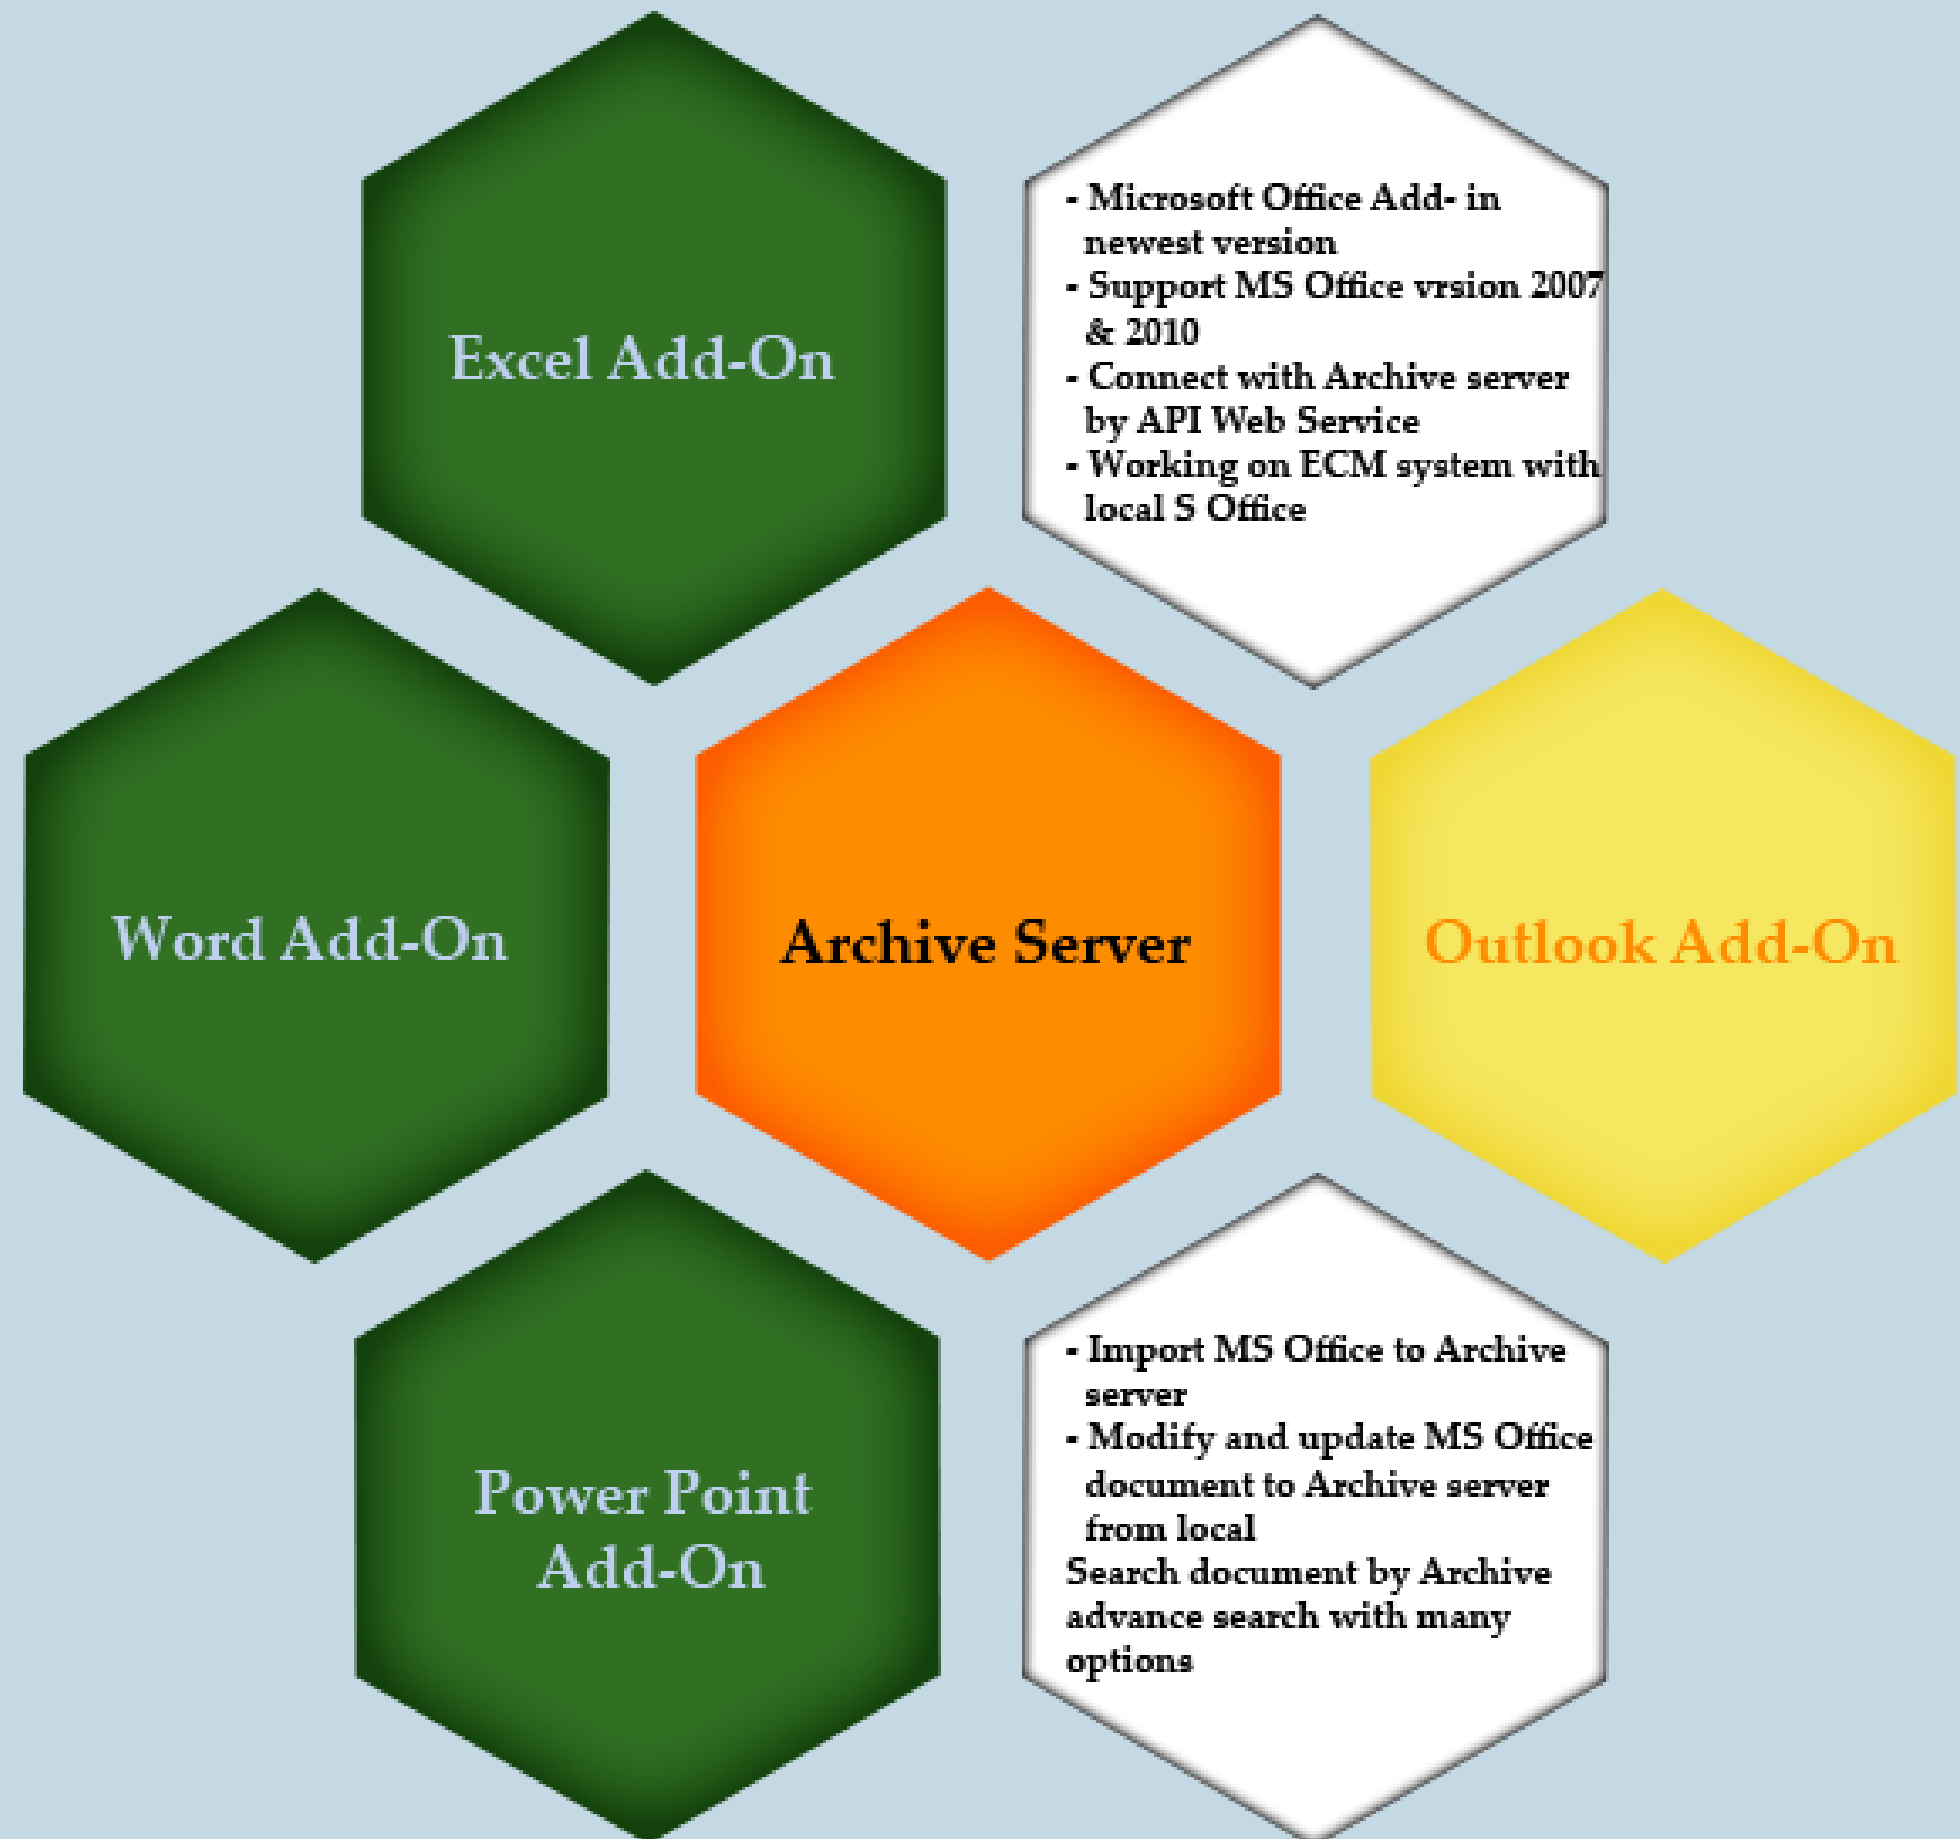 Excel Add-On
- Microsoft Office Add- in
newest version
- Support MS Office vrsion 2007
& 2010
- Connect with Archive server
by API Web Service
- Working on ECM system with
local S Office
Word Add-On
Archive Server
Outlook Add-On
Power Point
Add-On
- Import MS Office to Archive
server
- Modify and update MS Office
document to Archive server
from local
Search document by Archive
advance search with many
options